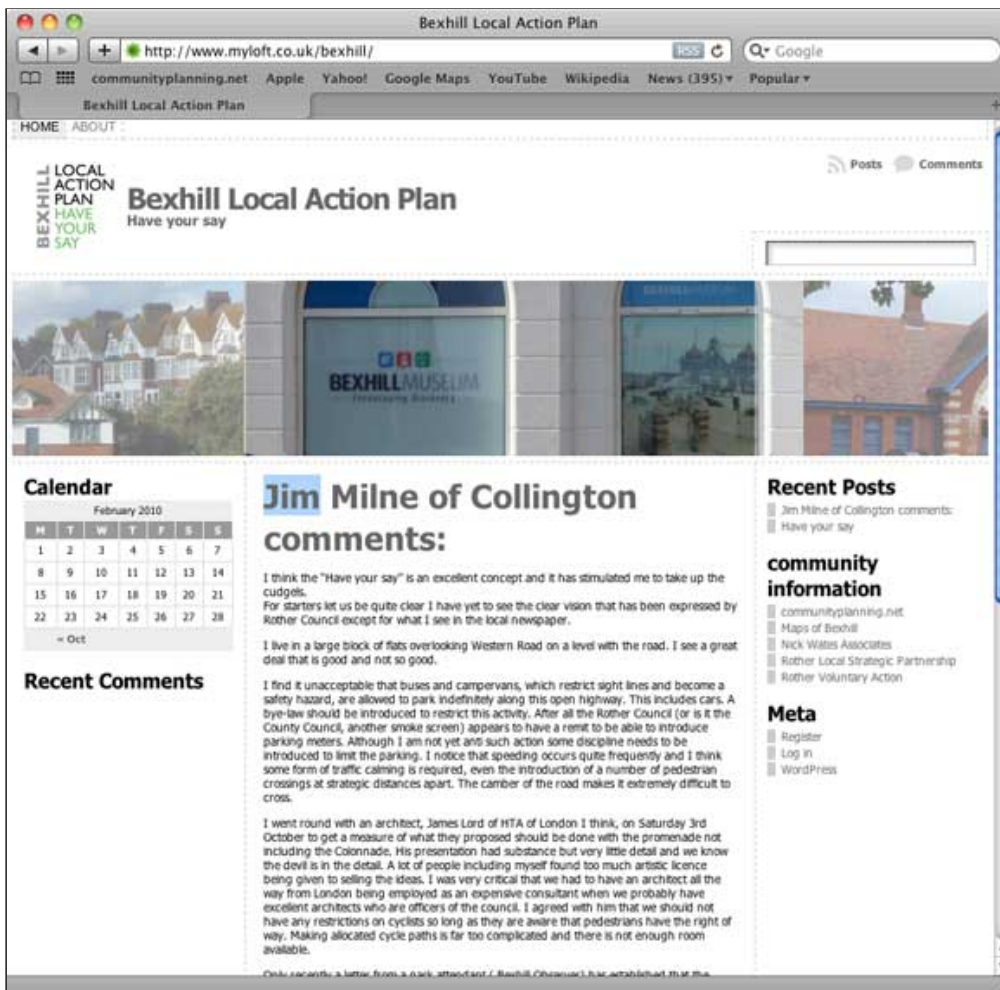 Bexhill Local Action Plan
http://www.myloft.co.uk/bexhill/
RSS
Google
communityplanning.net Apple Yahoo! Google Maps YouTube Wikipedia News (395) Popular
Bexhill Local Action Plan
HOME ABOUT
Posts Comments
BEXHILL
LOCAL
ACTION
PLAN
HAVE
YOUR
SAY
Bexhill Local Action Plan
Have your say
BEXHILL MUSEUM
Calendar
February 2010
M T W T F S S
1 2 3 4 5 6 7
8 9 10 11 12 13 14
15 16 17 18 19 20 21
22 23 24 25 26 27 28
« Oct
Recent Comments
Jim Milne of Collington
comments:
I think the "Have your say" is an excellent concept and it has stimulated me to take up the
cudgels.
For starters let us be quite clear I have yet to see the clear vision that has been expressed by
Rother Council except for what I see in the local newspaper.
I live in a large block of flats overlooking Western Road on a level with the road. I see a great
deal that is good and not so good.
I find it unacceptable that buses and campervans, which restrict sight lines and become a
safety hazard, are allowed to park indefinitely along this open highway. This includes cars. A
bye-law should be introduced to restrict this activity. After all the Rother Council (or is it the
County Council, another smoke screen) appears to have a remit to be able to introduce
parking meters. Although I am not yet anti such action some discipline needs to be
introduced to limit the parking. I notice that speeding occurs quite frequently and I think
some form of traffic calming is required, even the introduction of a number of pedestrian
crossings at strategic distances apart. The camber of the road makes it extremely difficult to
cross.
I went round with an architect, James Lord of HTA of London I think, on Saturday 3rd
October to get a measure of what they proposed should be done with the promenade not
including the Colonnade. His presentation had substance but very little detail and we know
the devil is in the detail. A lot of people including myself found too much artistic licence
being given to selling the ideas. I was very critical that we had to have an architect all the
way from London being employed as an expensive consultant when we probably have
excellent architects who are officers of the council. I agreed with him that we should not
have any restrictions on cyclists so long as they are aware that pedestrians have the right of
way. Making allocated cycle paths is far too complicated and there is not enough room
available.
Only recently a letter from a park attendant ( Bexhill Observer) has established that the
Recent Posts
Jim Milne of Collington comments:
Have your say
community
information
communityplanning.net
Maps of Bexhill
Nick Wates Associates
Rother Local Strategic Partnership
Rother Voluntary Action
Meta
Register
Log in
WordPress